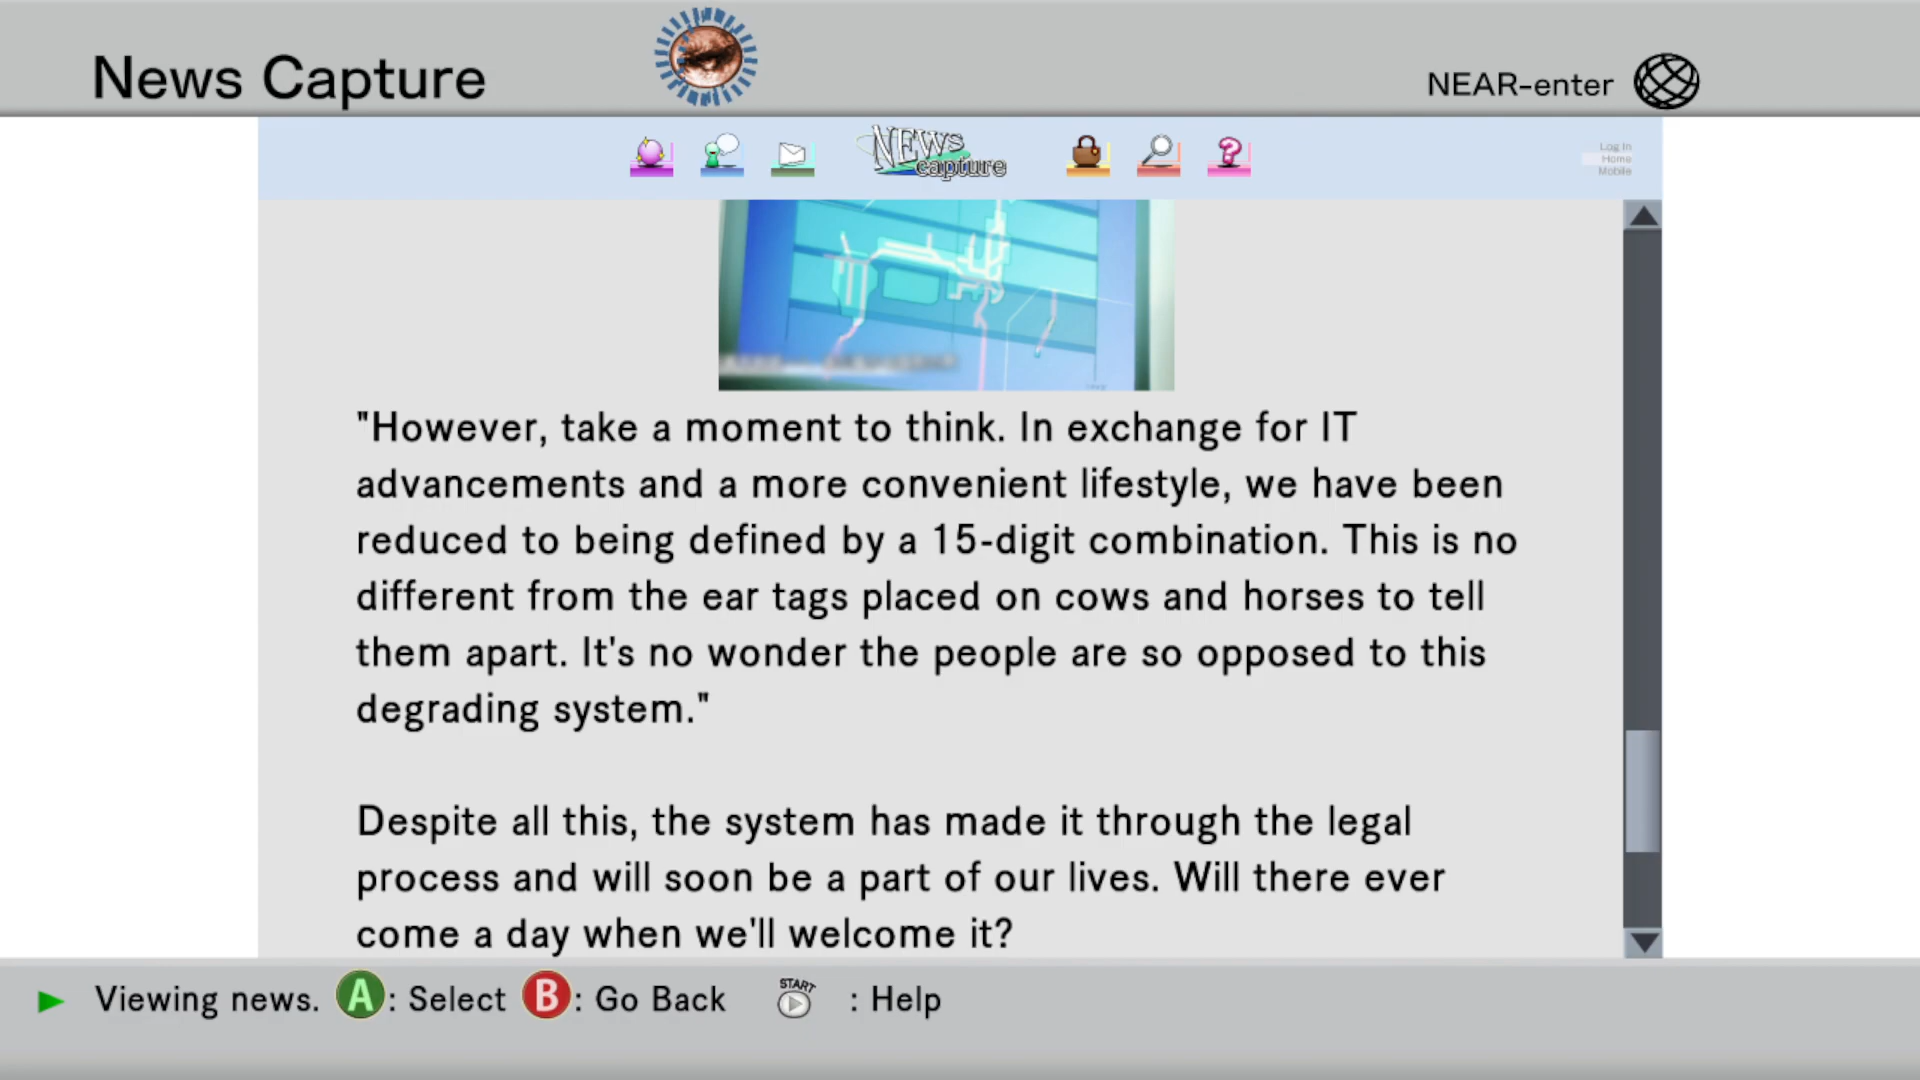 News Capture
NEAR-enter
NEWS
capture
Log In
Home
Mobile
"However, take a moment to think. In exchange for IT
advancements and a more convenient lifestyle, we have been
reduced to being defined by a 15-digit combination. This is no
different from the ear tags placed on cows and horses to tell
them apart. It's no wonder the people are so opposed to this
degrading system."
Despite all this, the system has made it through the legal
process and will soon be a part of our lives. Will there ever
come a day when we'll welcome it?
Viewing news. A : Select B : Go Back START : Help